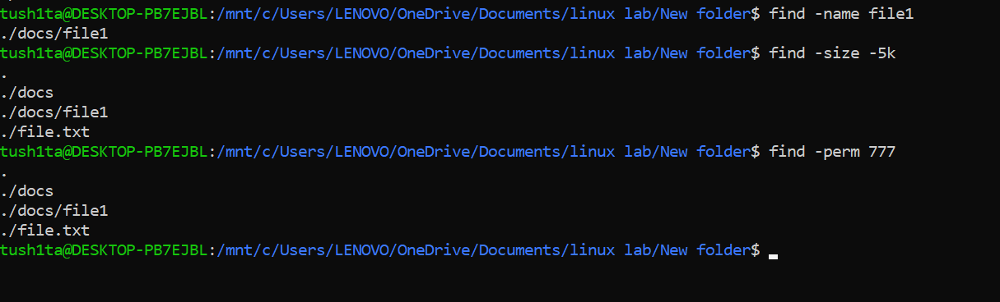 tush1ta@DESKTOP-PB7EJBL:/mnt/c/Users/LENOVO/OneDrive/Documents/linux lab/New folder$ find -name file1
./docs/file1
tush1ta@DESKTOP-PB7EJBL:/mnt/c/Users/LENOVO/OneDrive/Documents/linux lab/New folder$ find -size -5k
.
./docs
./docs/file1
./file.txt
tush1ta@DESKTOP-PB7EJBL:/mnt/c/Users/LENOVO/OneDrive/Documents/linux lab/New folder$ find -perm 777
.
./docs
./docs/file1
./file.txt
tush1ta@DESKTOP-PB7EJBL:/mnt/c/Users/LENOVO/OneDrive/Documents/linux lab/New folder$